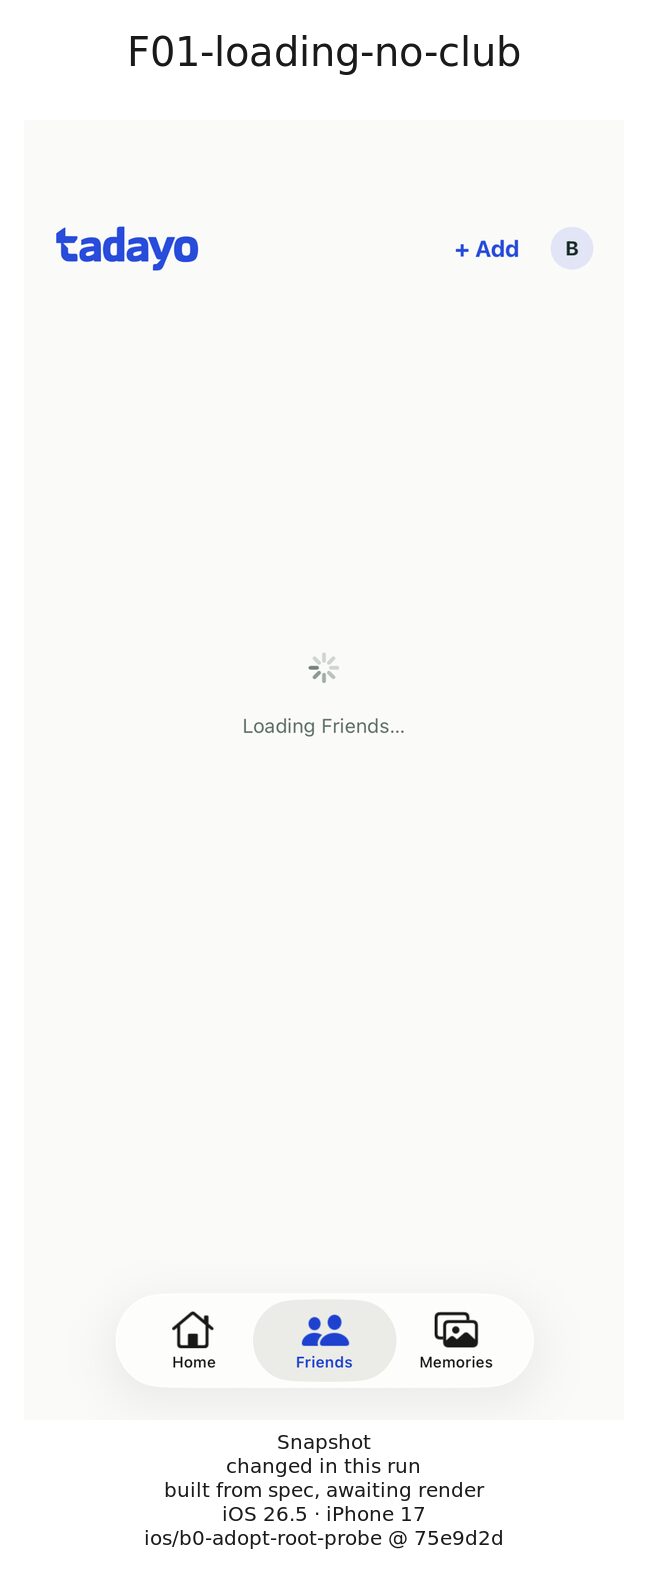 F01-loading-no-club
tadayo
+ Add
B
Loading Friends...
Home
Friends
Memories
Snapshot
changed in this run
built from spec, awaiting render
iOS 26.5 · iPhone 17
ios/b0-adopt-root-probe @ 75e9d2d